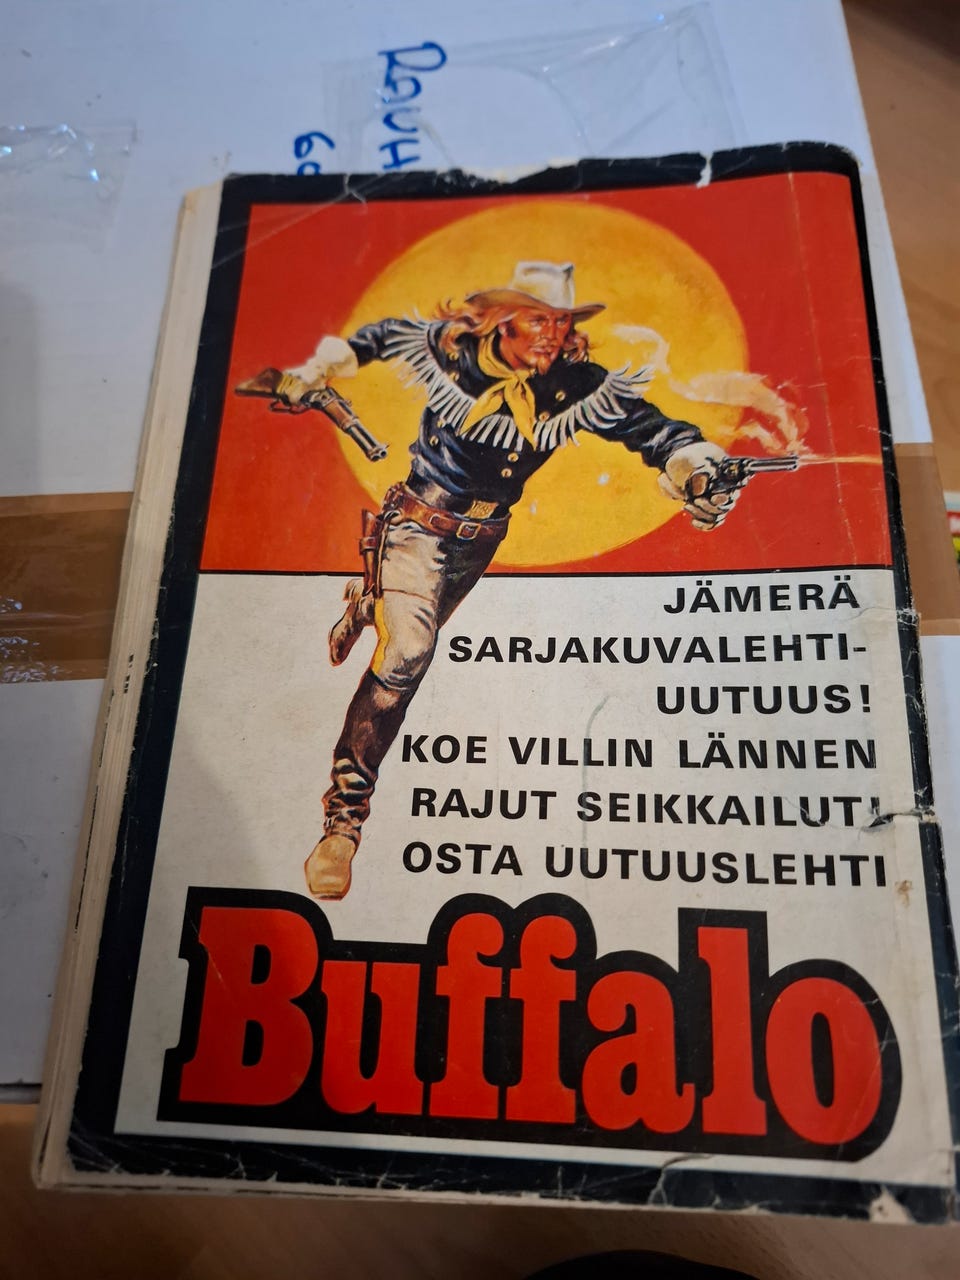 JÄMERÄ
SARJAKUVALEHTI-
UUTUUS!
KOE VILLIN LÄNNEN
RAJUT SEIKKAILUT!
OSTA UUTUUSLEHTI
Buffalo